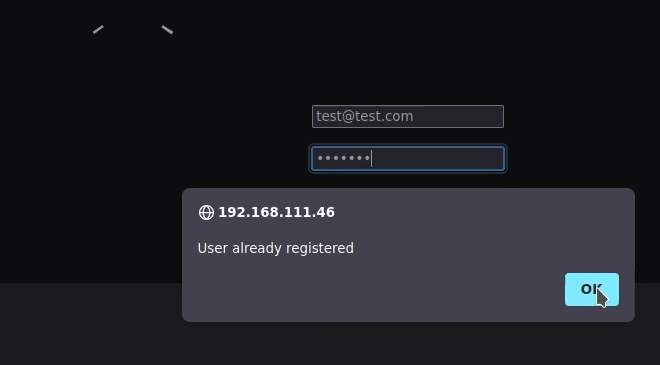 test@test.com
•••••••
192.168.111.46
User already registered
OK